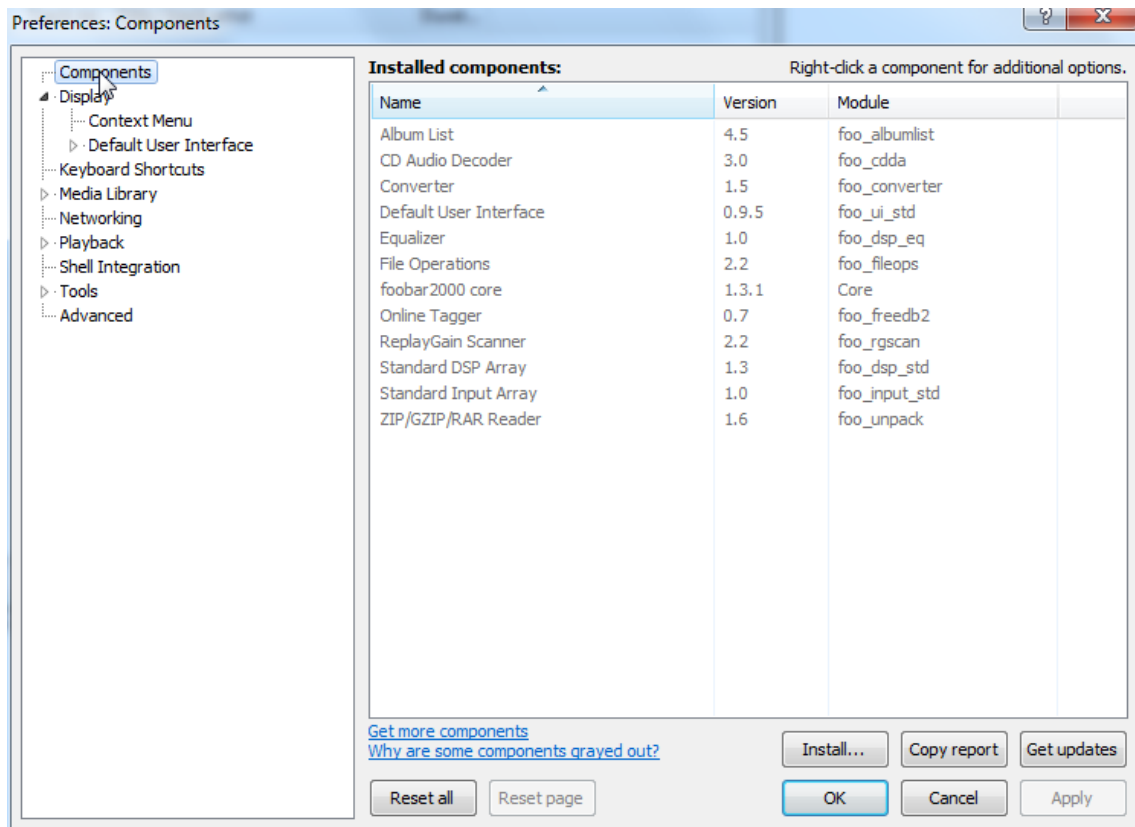 Preferences: Components
Components
Display
Context Menu
Default User Interface
Keyboard Shortcuts
Media Library
Networking
Playback
Shell Integration
Tools
Advanced
Installed components: Right-click a component for additional options.
Name Version Module
Album List 4.5 foo_albumlist
CD Audio Decoder 3.0 foo_cdda
Converter 1.5 foo_converter
Default User Interface 0.9.5 foo_ui_std
Equalizer 1.0 foo_dsp_eq
File Operations 2.2 foo_fileops
foobar2000 core 1.3.1 Core
Online Tagger 0.7 foo_freedb2
ReplayGain Scanner 2.2 foo_rgscan
Standard DSP Array 1.3 foo_dsp_std
Standard Input Array 1.0 foo_input_std
ZIP/GZIP/RAR Reader 1.6 foo_unpack
Get more components
Why are some components grayed out?
Install... Copy report Get updates
Reset all Reset page OK Cancel Apply